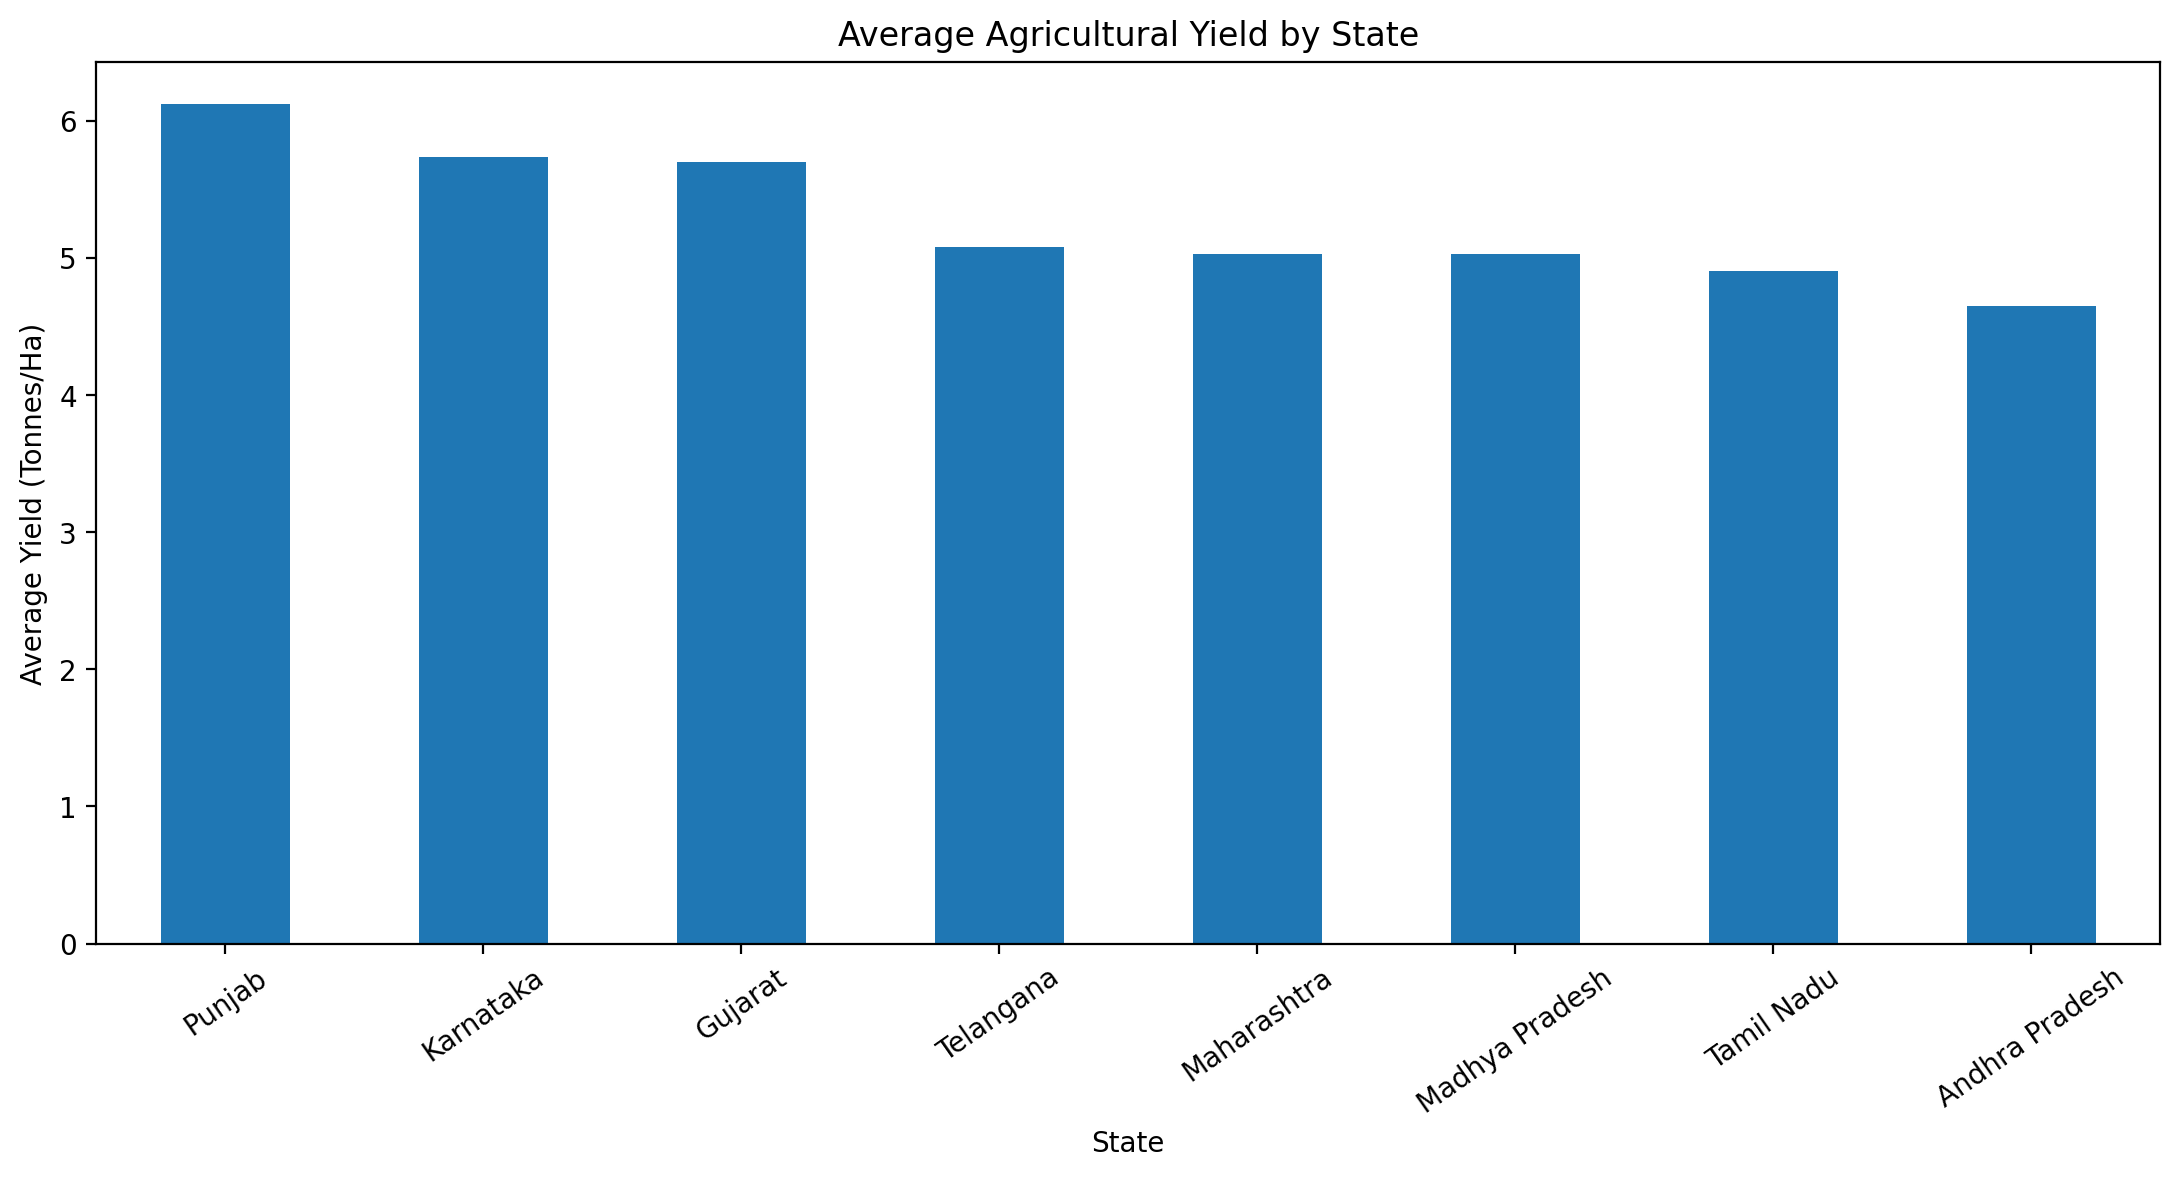 Average Agricultural Yield by State
Average Yield (Tonnes/Ha)
6
5
4
3
2
1
0
Punjab
Karnataka
Gujarat
Telangana
Maharashtra
Madhya Pradesh
Tamil Nadu
Andhra Pradesh
State